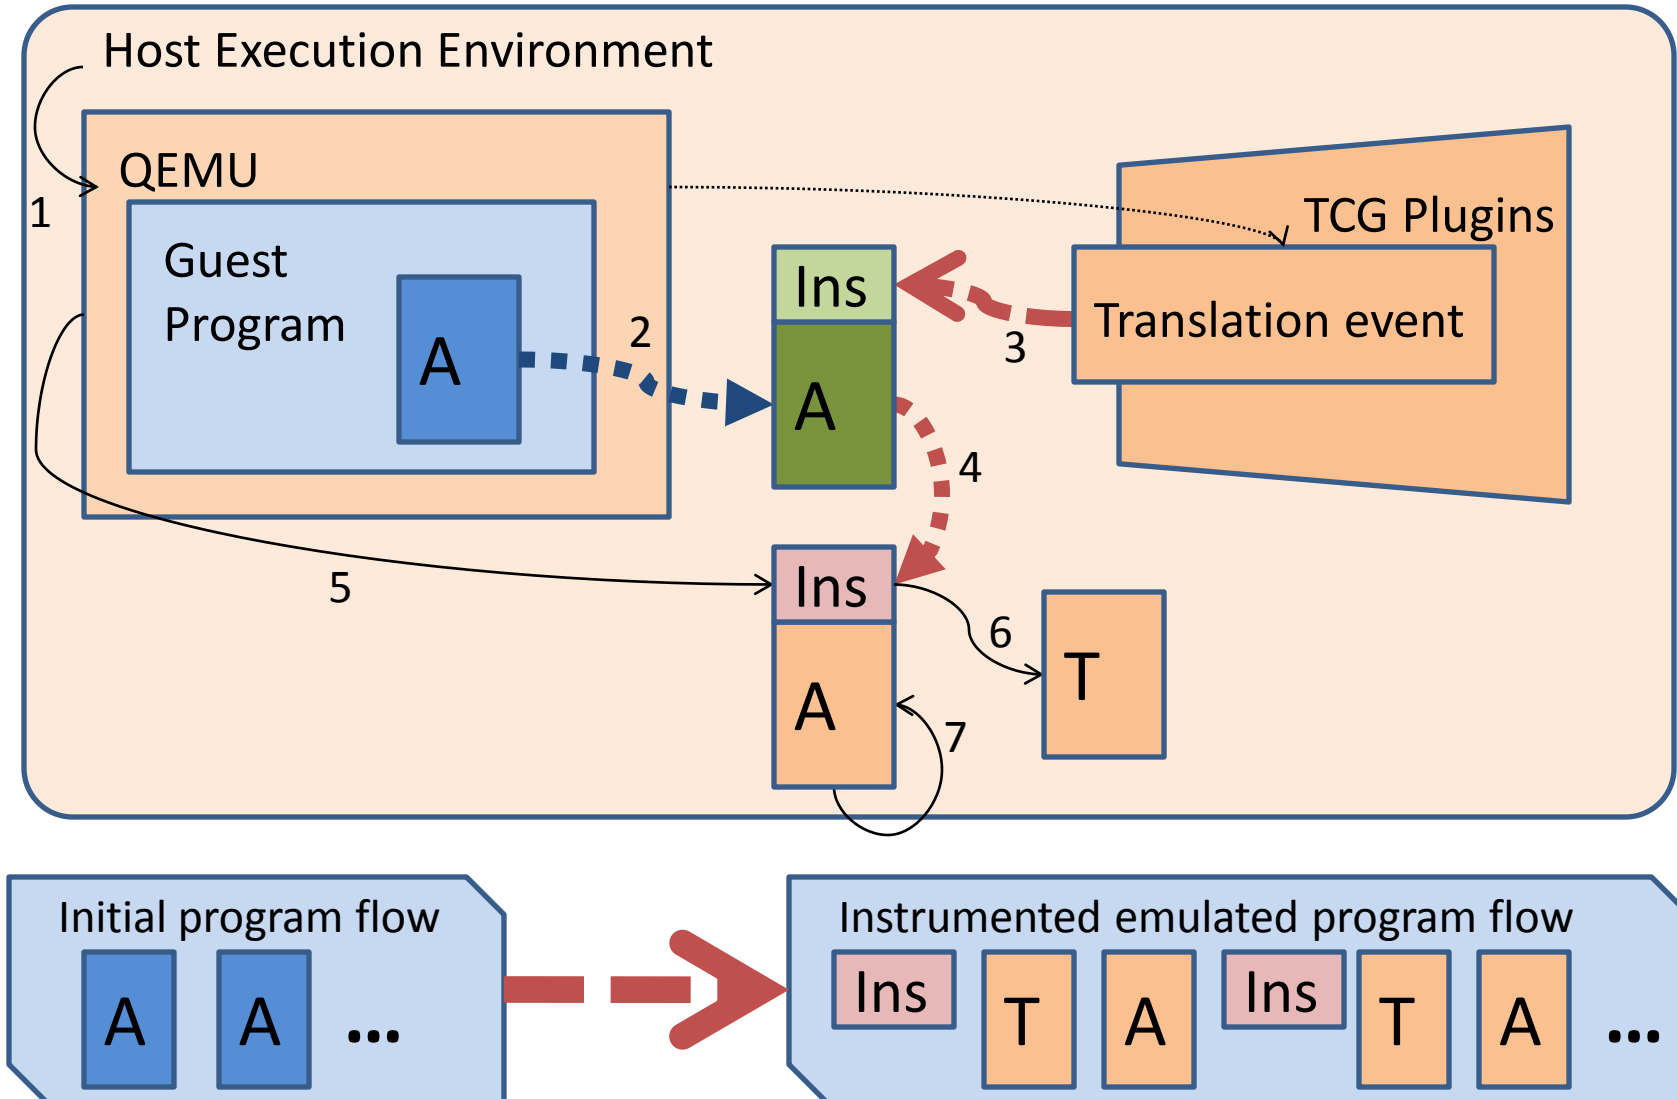 Host Execution Environment
QEMU
1
TCG Plugins
Guest
Program
A
2
Ins
A
3
Translation event
4
Ins
A
5
6
T
7
Initial program flow
A A ...
Instrumented emulated program flow
Ins T A Ins T A ...